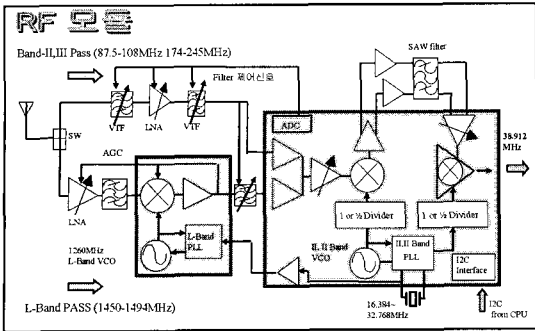 RF 모듈
Band-II,III Pass (87.5-108MHz 174-245MHz)
SAW filter
Filter 제어신호
VTF
LNA
VTF
ADC
SW
38.912
MHz
AGC
LNA
1 or ½ Divider
1 or ½ Divider
L-Band
PLL
1260MHz
L-Band VCO
II, II Band
VCO
II,II Band
PLL
I2C
Interface
16.384~
32.768MHz
I2C
from CPU
L-Band PASS (1450-1494MHz)